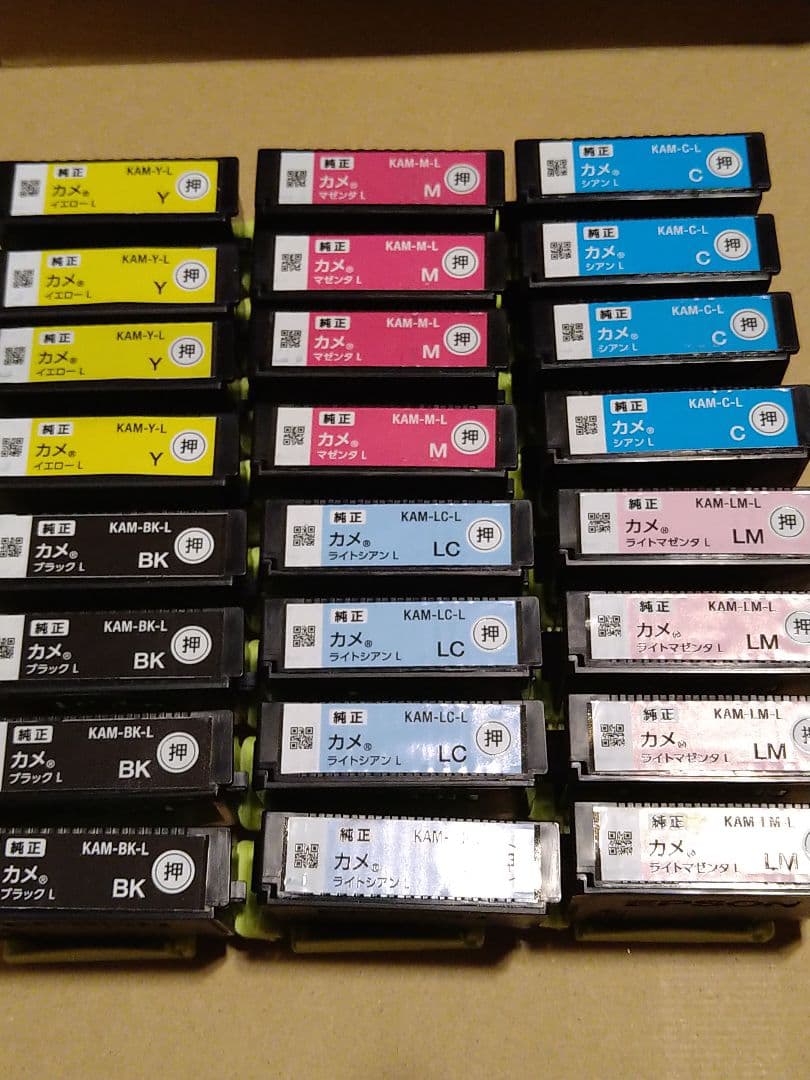 純正 KAM-Y-L
カメ® 押
イエロー L Y
純正 KAM-Y-L
カメ® 押
イエロー L Y
純正 KAM-Y-L
カメ® 押
イエロー L Y
純正 KAM-Y-L
カメ® 押
イエロー L Y
純正 KAM-BK-L
カメ® 押
ブラック L BK
純正 KAM-BK-L
カメ® 押
ブラック L BK
純正 KAM-BK-L
カメ® 押
ブラック L BK
純正 KAM-BK-L
カメ® 押
ブラック L BK
純正 KAM-M-L
カメ® 押
マゼンタ L M
純正 KAM-M-L
カメ® 押
マゼンタ L M
純正 KAM-M-L
カメ® 押
マゼンタ L M
純正 KAM-M-L
カメ® 押
マゼンタ L M
純正 KAM-LC-L
カメ® 押
ライトシアン L LC
純正 KAM-LC-L
カメ® 押
ライトシアン L LC
純正 KAM-LC-L
カメ® 押
ライトシアン L LC
純正 KAM-
カメ®
ライトシアン L
純正 KAM-C-L
カメ® 押
シアン L C
純正 KAM-C-L
カメ® 押
シアン L C
純正 KAM-C-L
カメ® 押
シアン L C
純正 KAM-C-L
カメ® 押
シアン L C
純正 KAM-LM-L
カメ® 押
ライトマゼンタ L LM
純正 KAM-LM-L
カメ® 押
ライトマゼンタ L LM
純正 KAM-LM-L
カメ® 押
ライトマゼンタ L LM
純正 KAM-LM-L
カメ®
ライトマゼンタ L LM
EPSON